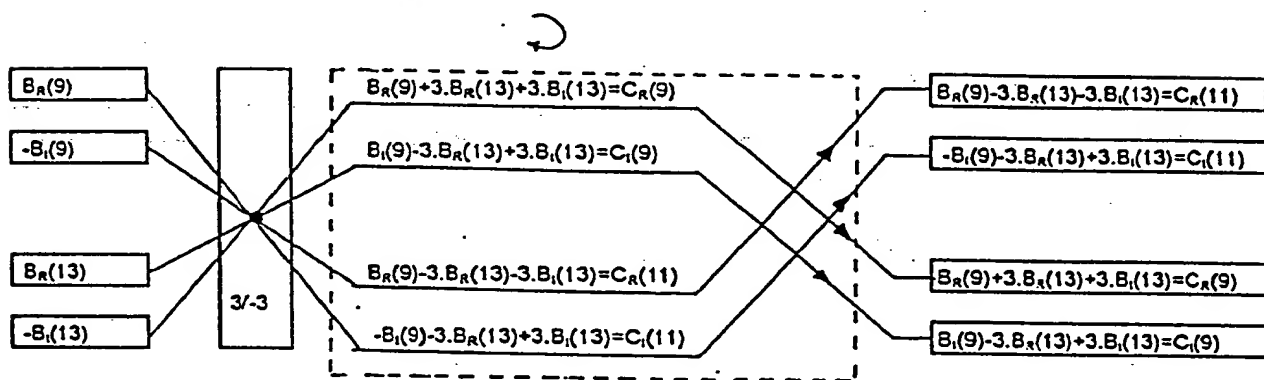 B_R(9)
-B_I(9)
B_R(13)
-B_I(13)
3/-3
B_R(9)+3.B_R(13)+3.B_I(13)=C_R(9)
B_I(9)-3.B_R(13)+3.B_I(13)=C_I(9)
B_R(9)-3.B_R(13)-3.B_I(13)=C_R(11)
-B_I(9)-3.B_R(13)+3.B_I(13)=C_I(11)
B_R(9)-3.B_R(13)-3.B_I(13)=C_R(11)
-B_I(9)-3.B_R(13)+3.B_I(13)=C_I(11)
B_R(9)+3.B_R(13)+3.B_I(13)=C_R(9)
B_I(9)-3.B_R(13)+3.B_I(13)=C_I(9)